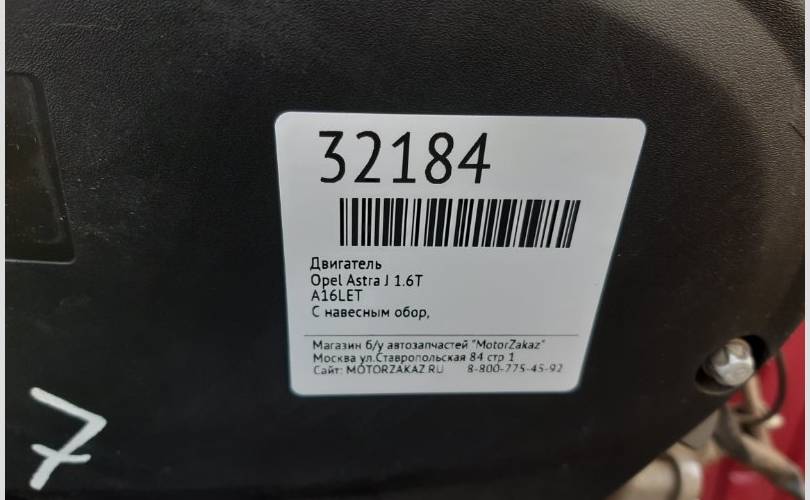 32184
Двигатель
Opel Astra J 1.6T
A16LET
С навесным обор,
Магазин б/у автозапчастей "MotorZakaz"
Москва ул.Ставропольская 84 стр 1
Сайт: MOTORZAKAZ.RU 8-800-775-45-92
7